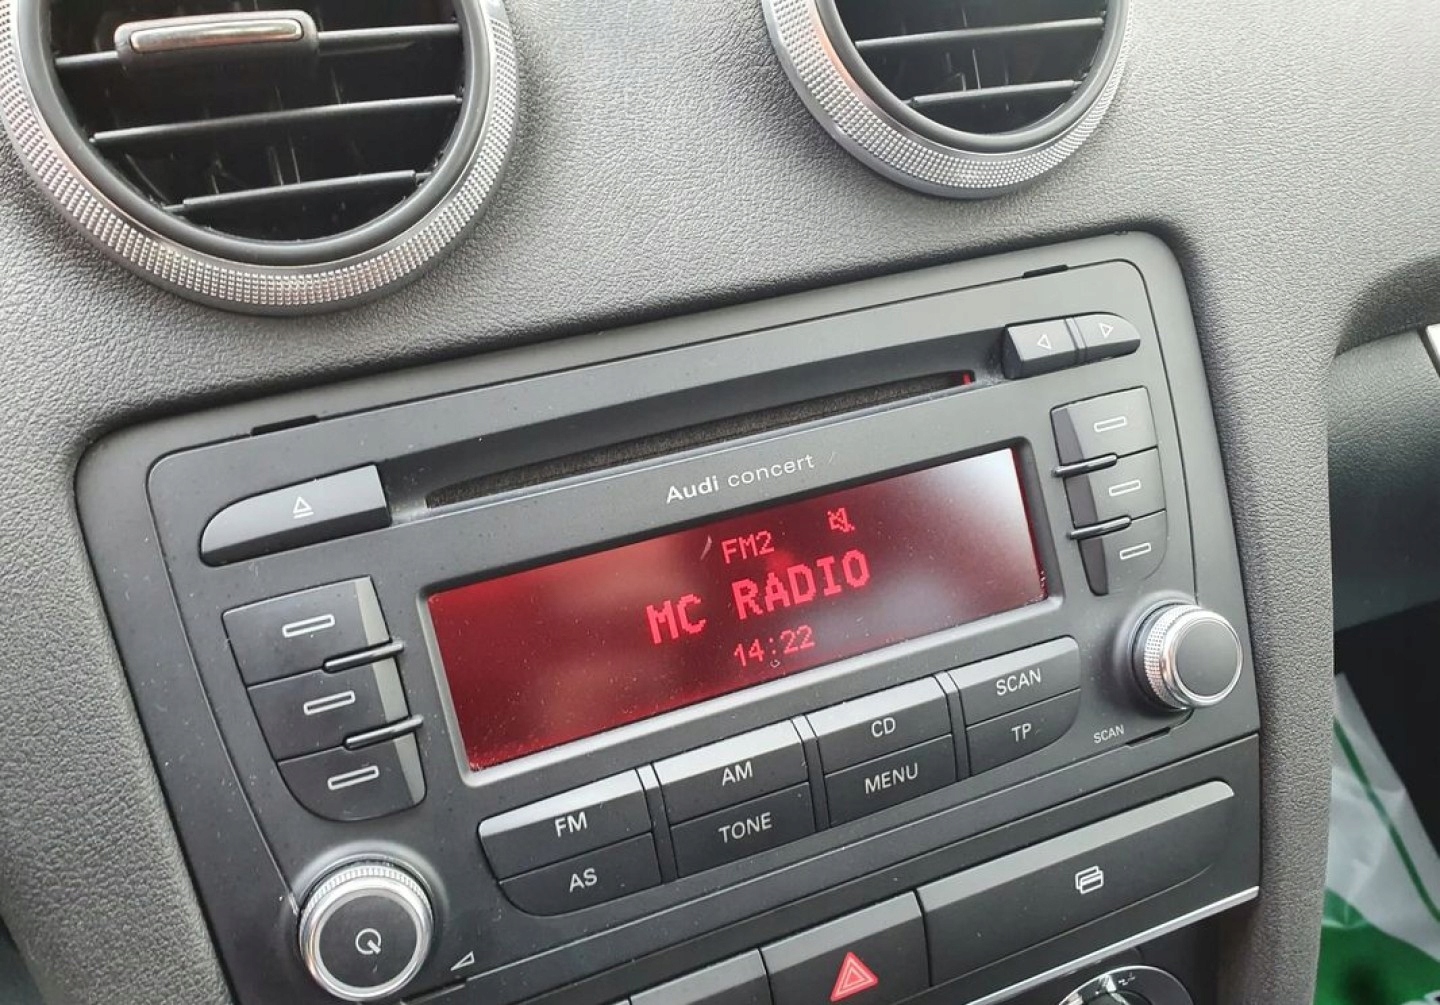 Audi concert
FM2
MC RADIO
14:22
FM
AM
CD
SCAN
AS
TONE
MENU
TP
SCAN